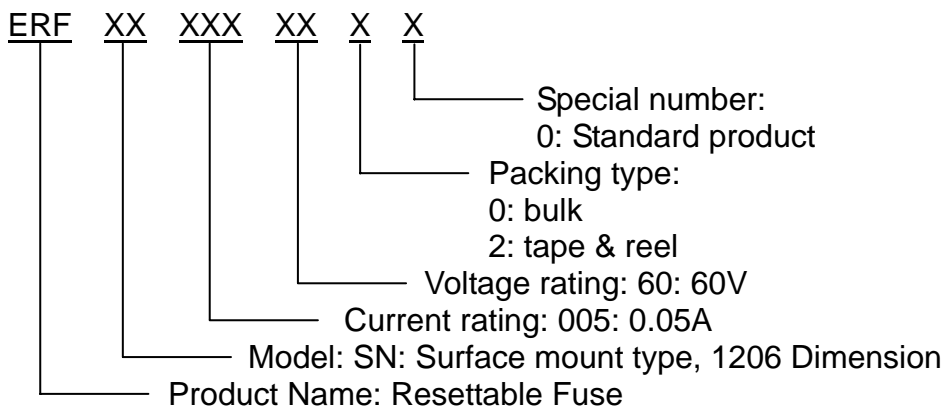 ERF XX XXX XX X X
Special number:
0: Standard product
Packing type:
0: bulk
2: tape & reel
Voltage rating: 60: 60V
Current rating: 005: 0.05A
Model: SN: Surface mount type, 1206 Dimension
Product Name: Resettable Fuse